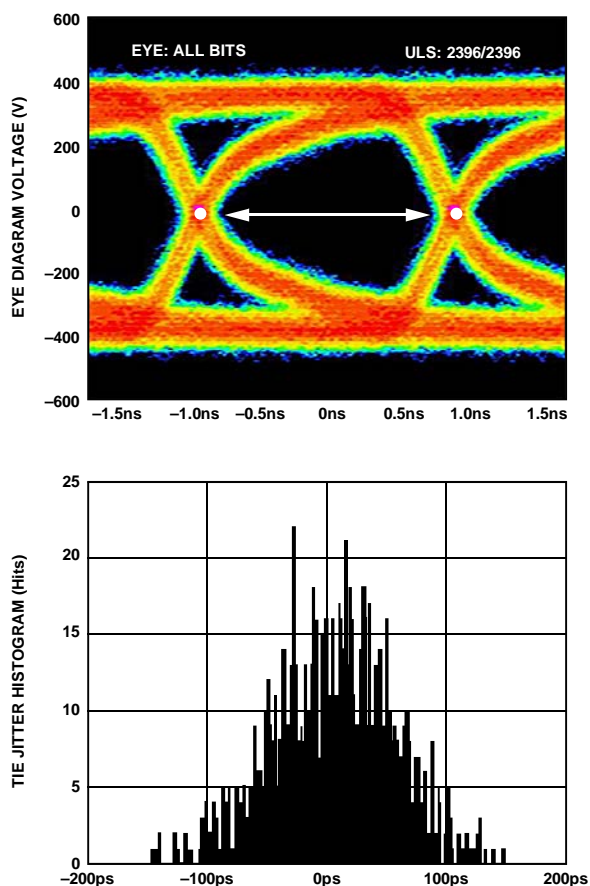 600
EYE: ALL BITS
ULS: 2396/2396
400
200
0
–200
–400
–600
EYE DIAGRAM VOLTAGE (V)
–1.5ns –1.0ns –0.5ns 0ns 0.5ns 1.0ns 1.5ns
25
20
15
10
5
0
TIE JITTER HISTOGRAM (Hits)
–200ps –100ps 0ps 100ps 200ps